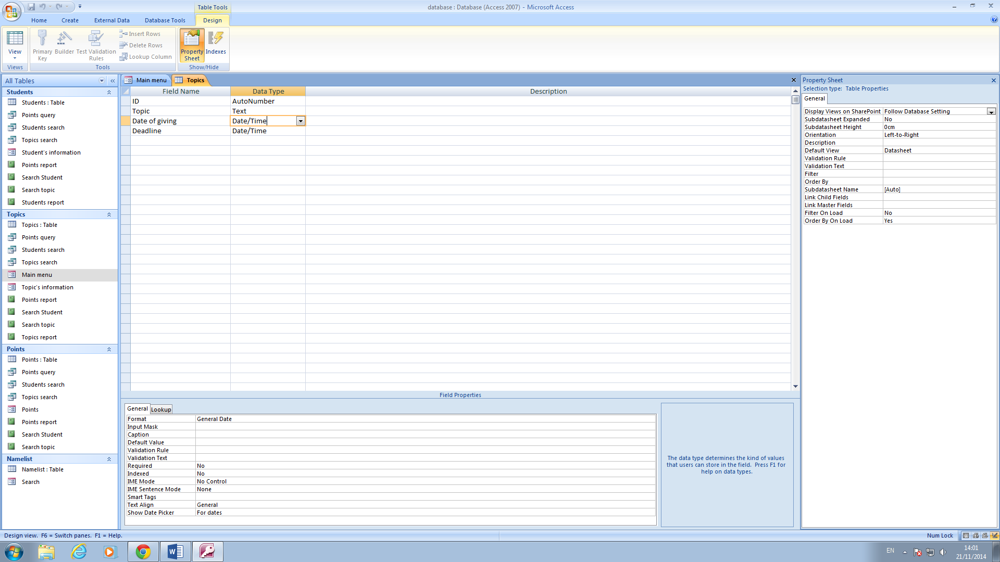 Table Tools
database : Database (Access 2007) - Microsoft Access
Home
Create
External Data
Database Tools
Design
View
Primary Key
Builder
Test Validation Rules
Insert Rows
Delete Rows
Lookup Column
Property Sheet
Indexes
Views
Tools
Show/Hide
All Tables
Students
Students : Table
Points query
Students search
Topics search
Student's information
Points report
Search Student
Search topic
Students report
Topics
Topics : Table
Points query
Students search
Topics search
Main menu
Topic's information
Points report
Search Student
Search topic
Topics report
Points
Points : Table
Points query
Students search
Topics search
Points
Points report
Search Student
Search topic
Namelist
Namelist : Table
Search
Main menu
Topics
Field Name Data Type Description
ID AutoNumber
Topic Text
Date of giving Date/Time
Deadline Date/Time
Field Properties
General Lookup
Format General Date
Input Mask
Caption
Default Value
Validation Rule
Validation Text
Required No
Indexed No
IME Mode No Control
IME Sentence Mode None
Smart Tags
Text Align General
Show Date Picker For dates
The data type determines the kind of values
that users can store in the field. Press F1 for
help on data types.
Property Sheet
Selection type: Table Properties
General
Display Views on SharePoint Follow Database Setting
Subdatasheet Expanded No
Subdatasheet Height 0cm
Orientation Left-to-Right
Description
Default View Datasheet
Validation Rule
Validation Text
Filter
Order By
Subdatasheet Name [Auto]
Link Child Fields
Link Master Fields
Filter On Load No
Order By On Load Yes
Design view. F6 = Switch panes. F1 = Help.
Num Lock
EN
14:01
21/11/2014